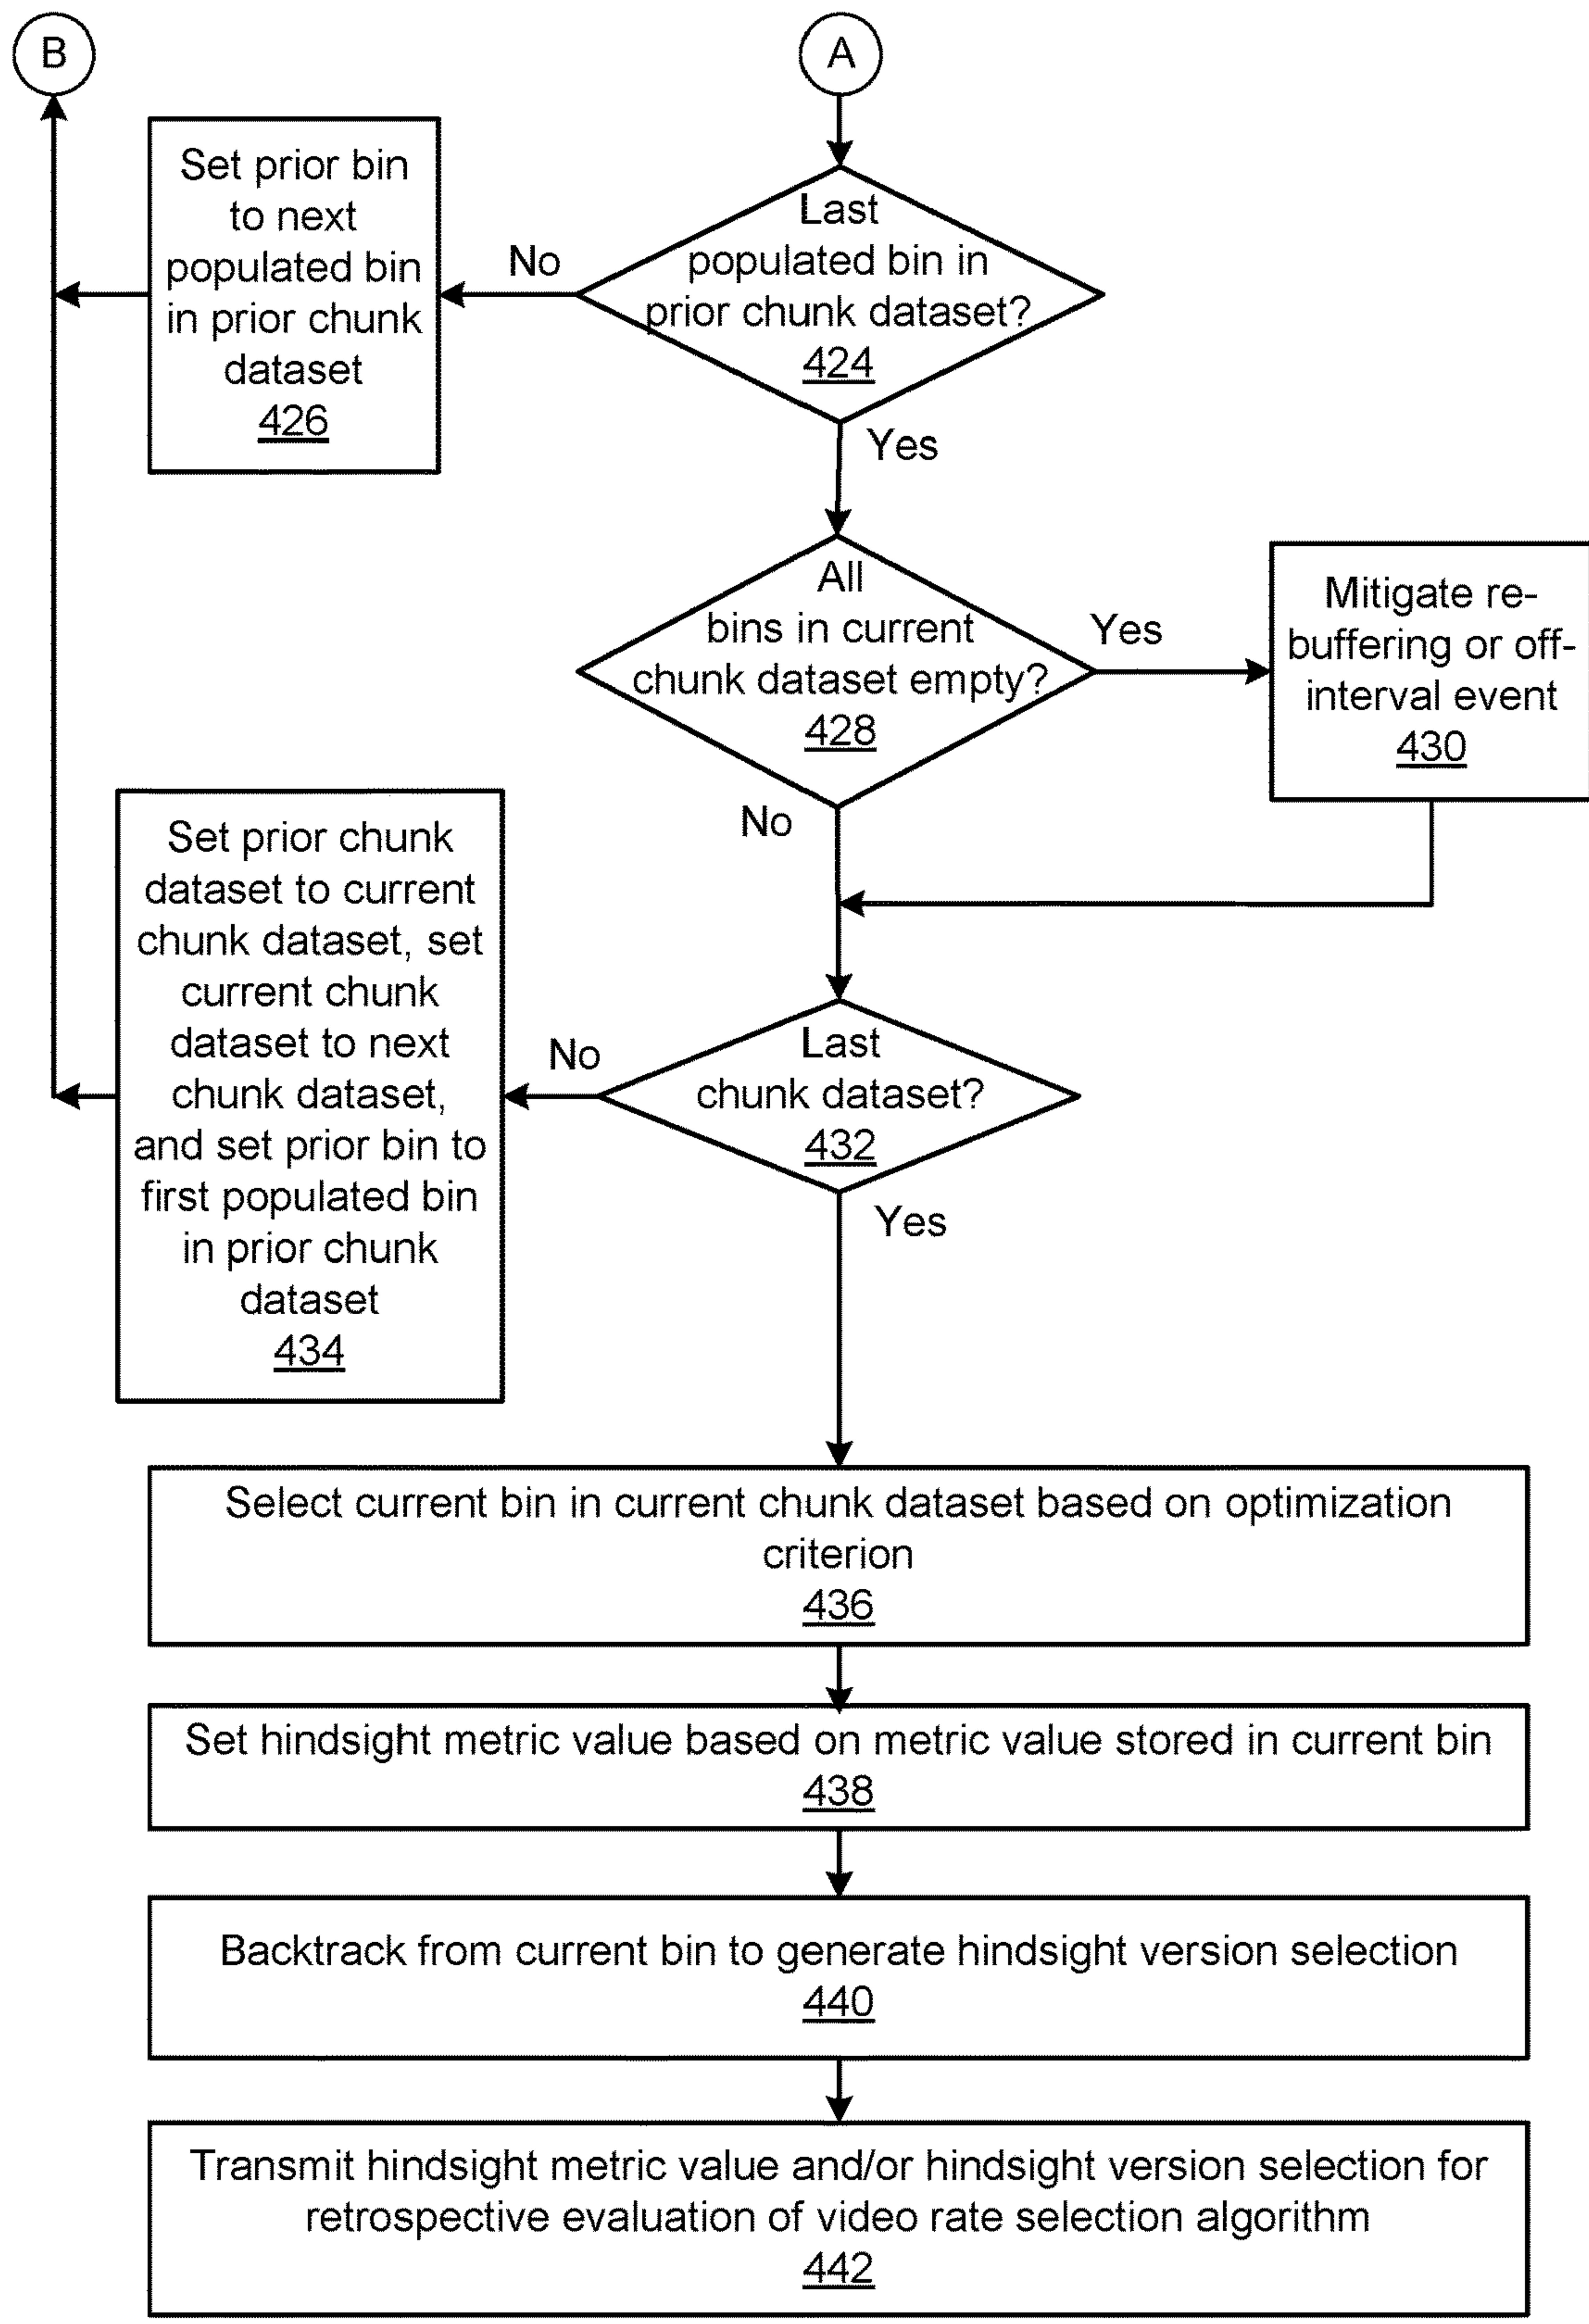 B
A
Set prior bin
to next
populated bin
in prior chunk
dataset
426
No
Last
populated bin in
prior chunk dataset?
424
Yes
All
bins in current
chunk dataset empty?
428
Yes
Mitigate re-
buffering or off-
interval event
430
No
Set prior chunk
dataset to current
chunk dataset, set
current chunk
dataset to next
chunk dataset,
and set prior bin to
first populated bin
in prior chunk
dataset
434
No
Last
chunk dataset?
432
Yes
Select current bin in current chunk dataset based on optimization
criterion
436
Set hindsight metric value based on metric value stored in current bin
438
Backtrack from current bin to generate hindsight version selection
440
Transmit hindsight metric value and/or hindsight version selection for
retrospective evaluation of video rate selection algorithm
442